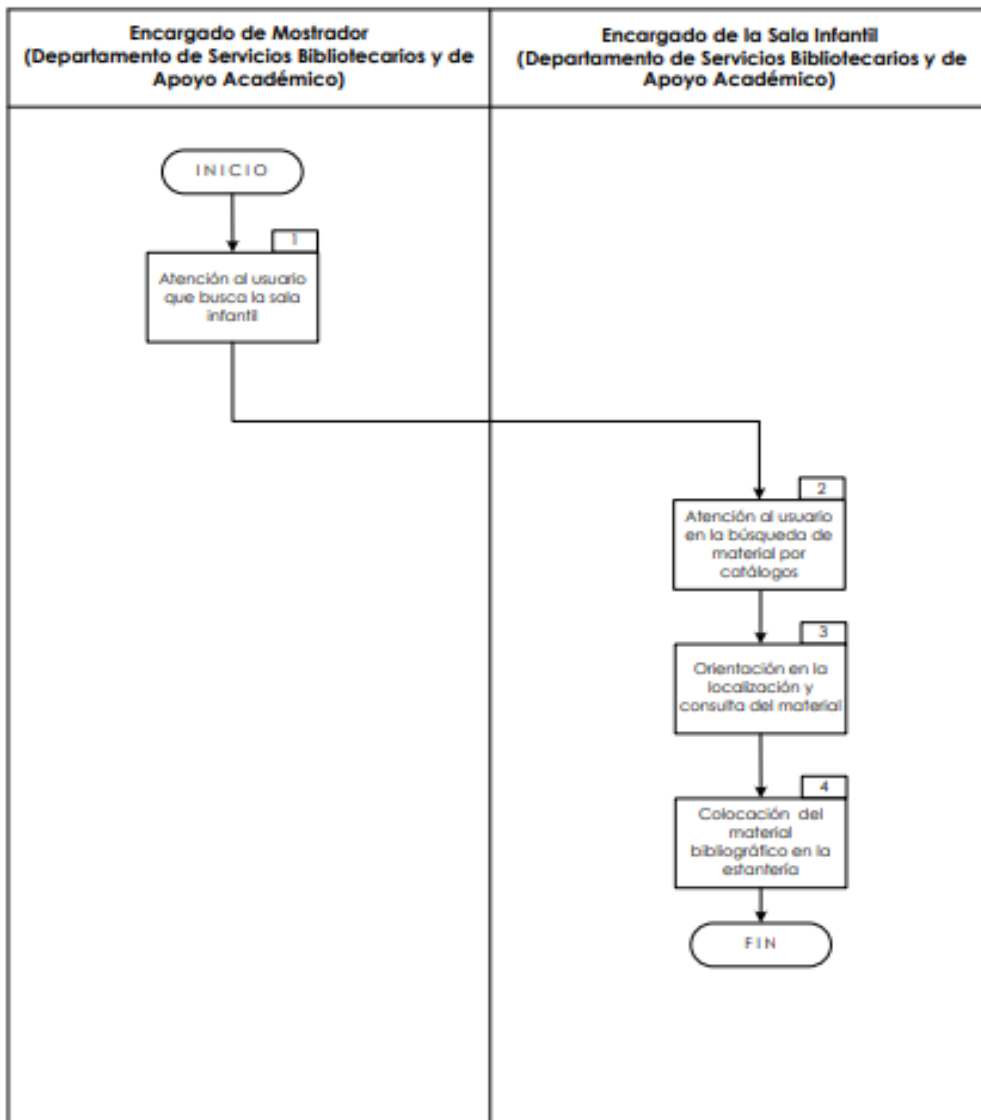 Encargado de Mostrador
(Departamento de Servicios Bibliotecarios y de
Apoyo Académico)
Encargado de la Sala Infantil
(Departamento de Servicios Bibliotecarios y de
Apoyo Académico)
INICIO
1
Atención al usuario
que busca la sala
infantil
2
Atención al usuario
en la búsqueda de
material por
catálogos
3
Orientación en la
localización y
consulta del material
4
Colocación del
material
bibliográfico en la
estantería
FIN